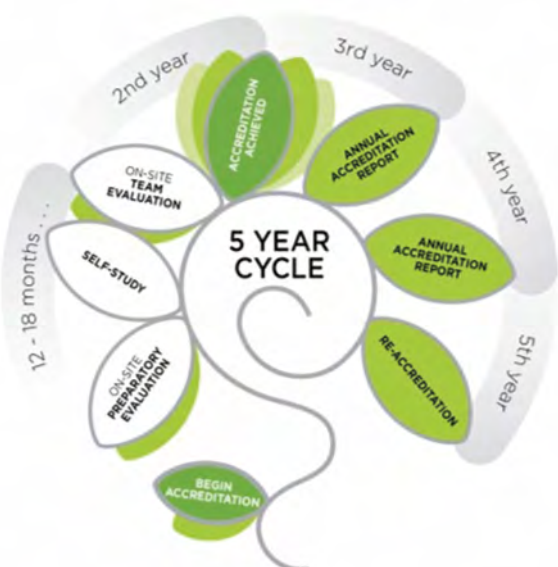 2nd year
3rd year
4th year
5th year
12 - 18 months . . .
5 YEAR
CYCLE
BEGIN
ACCREDITATION
ON-SITE
PREPARATORY
EVALUATION
SELF-STUDY
ON-SITE
TEAM
EVALUATION
ACCREDITATION
ACHIEVED
ANNUAL
ACCREDITATION
REPORT
ANNUAL
ACCREDITATION
REPORT
RE-ACCREDITATION